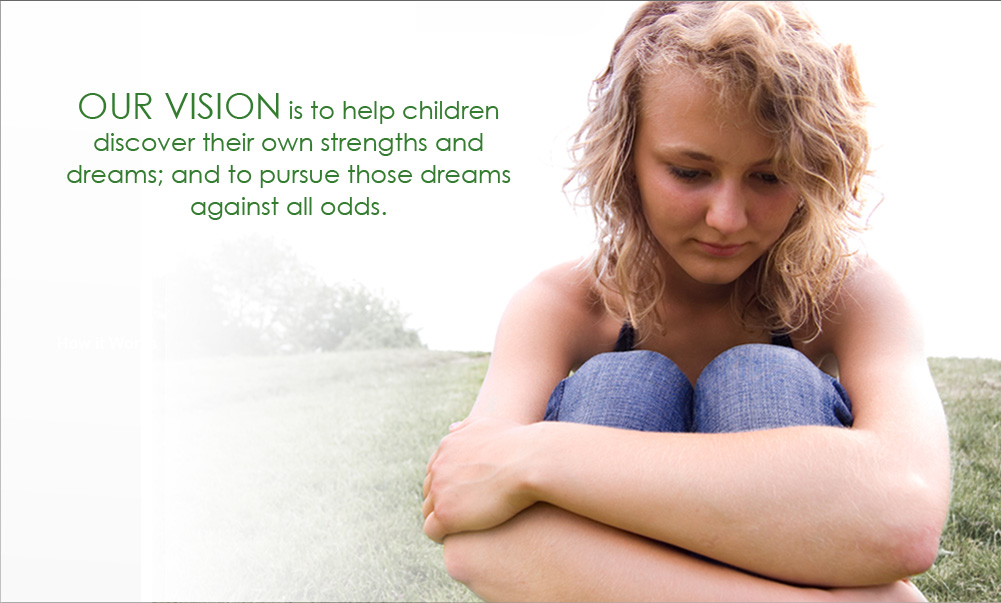 OUR VISION is to help children
discover their own strengths and
dreams; and to pursue those dreams
against all odds.